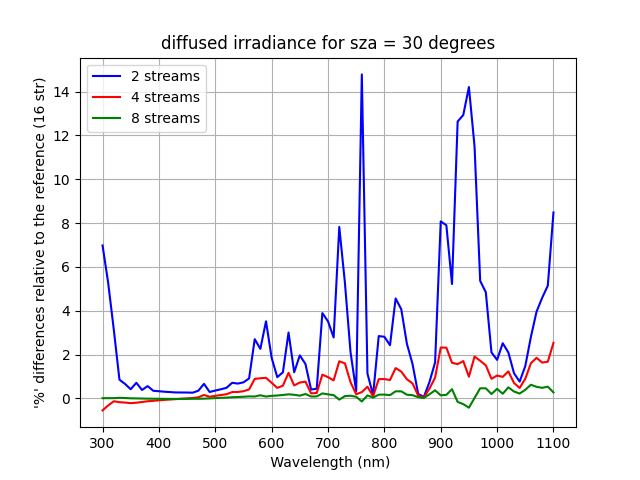 diffused irradiance for sza = 30 degrees
2 streams
4 streams
8 streams
'%' differences relative to the reference (16 str)
14
12
10
8
6
4
2
0
300 400 500 600 700 800 900 1000 1100
Wavelength (nm)